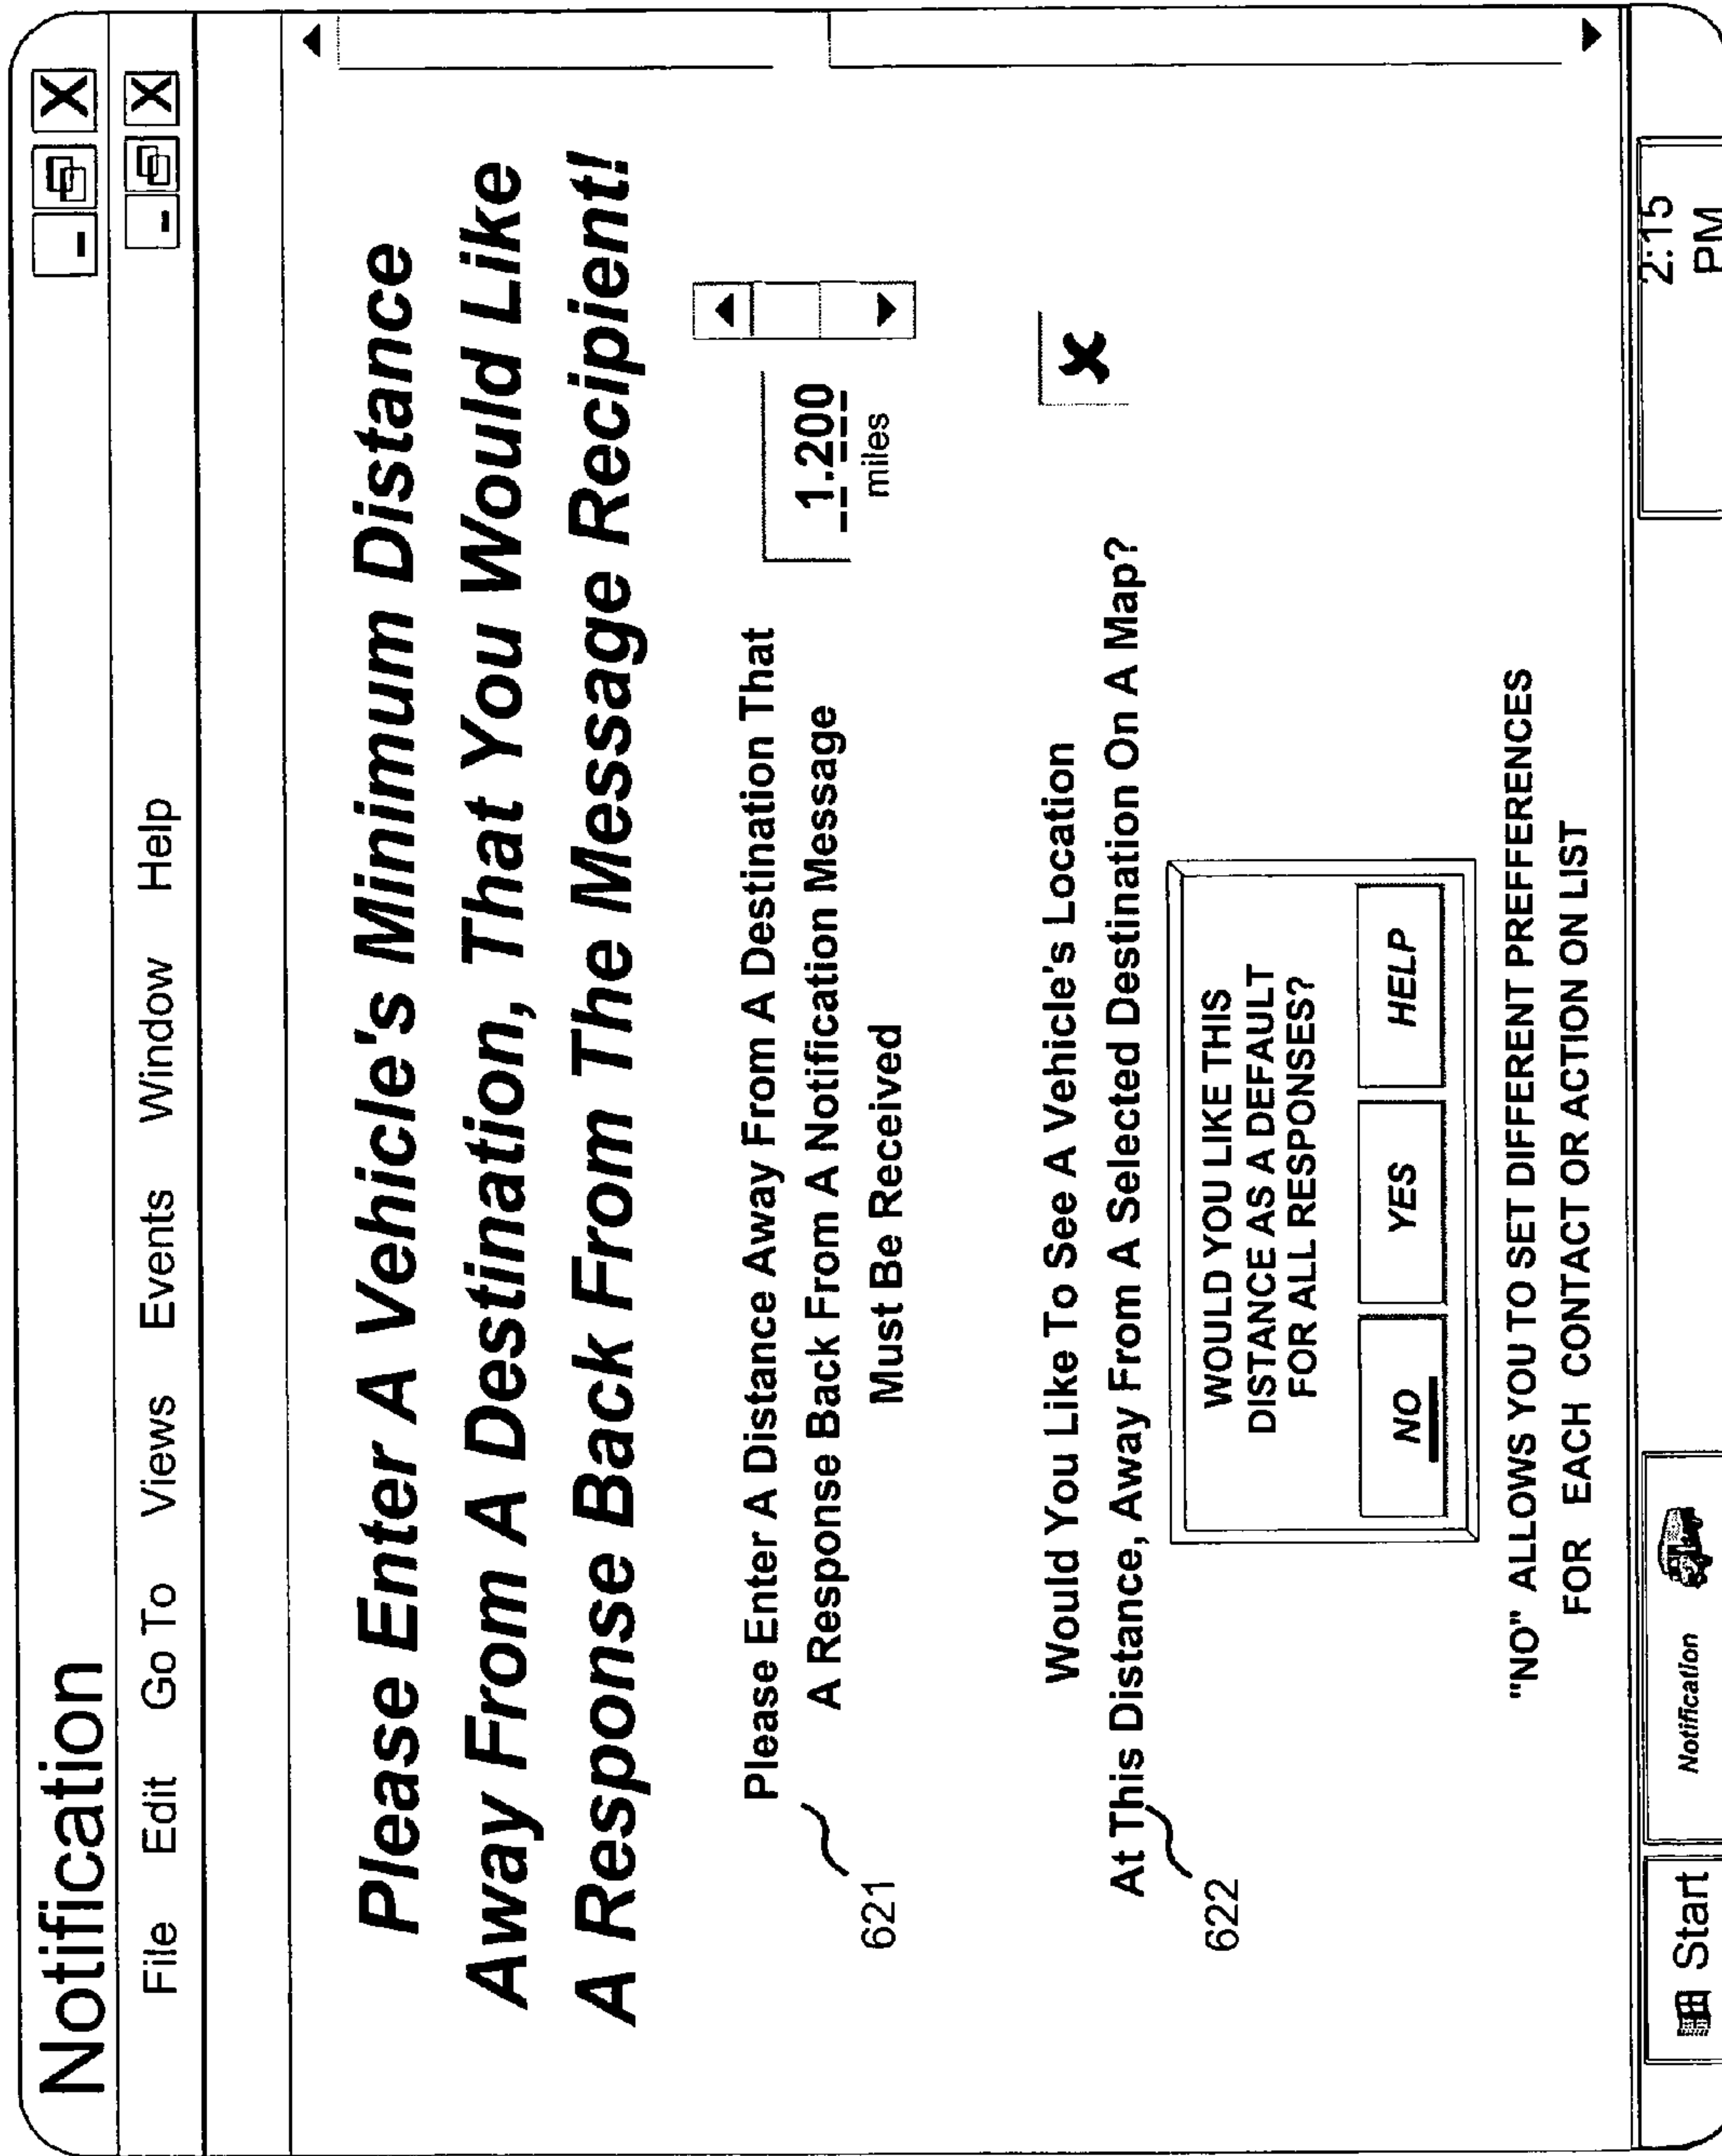 Notification
File Edit Go To Views Events Window Help
Please Enter A Vehicle's Minimum Distance
Away From A Destination, That You Would Like
A Response Back From The Message Recipient!
Please Enter A Distance Away From A Destination That
A Response Back From A Notification Message
Must Be Received
1.200
miles
621
Would You Like To See A Vehicle's Location
At This Distance, Away From A Selected Destination On A Map?
622
WOULD YOU LIKE THIS
DISTANCE AS A DEFAULT
FOR ALL RESPONSES?
NO YES HELP
"NO" ALLOWS YOU TO SET DIFFERENT PREFFERENCES
FOR EACH CONTACT OR ACTION ON LIST
Start Notification 2:15
PM